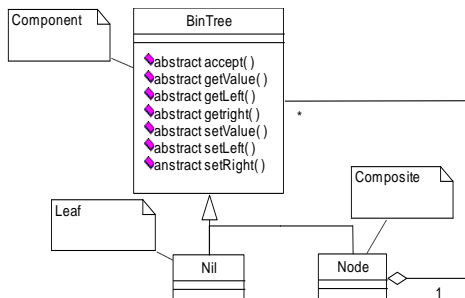 Component
BinTree
abstract accept( )
abstract getValue( )
abstract getLeft( )
abstract getright( )
abstract setValue( )
abstract setLeft( )
anstract setRight( )
*
Composite
Leaf
Nil
Node
1